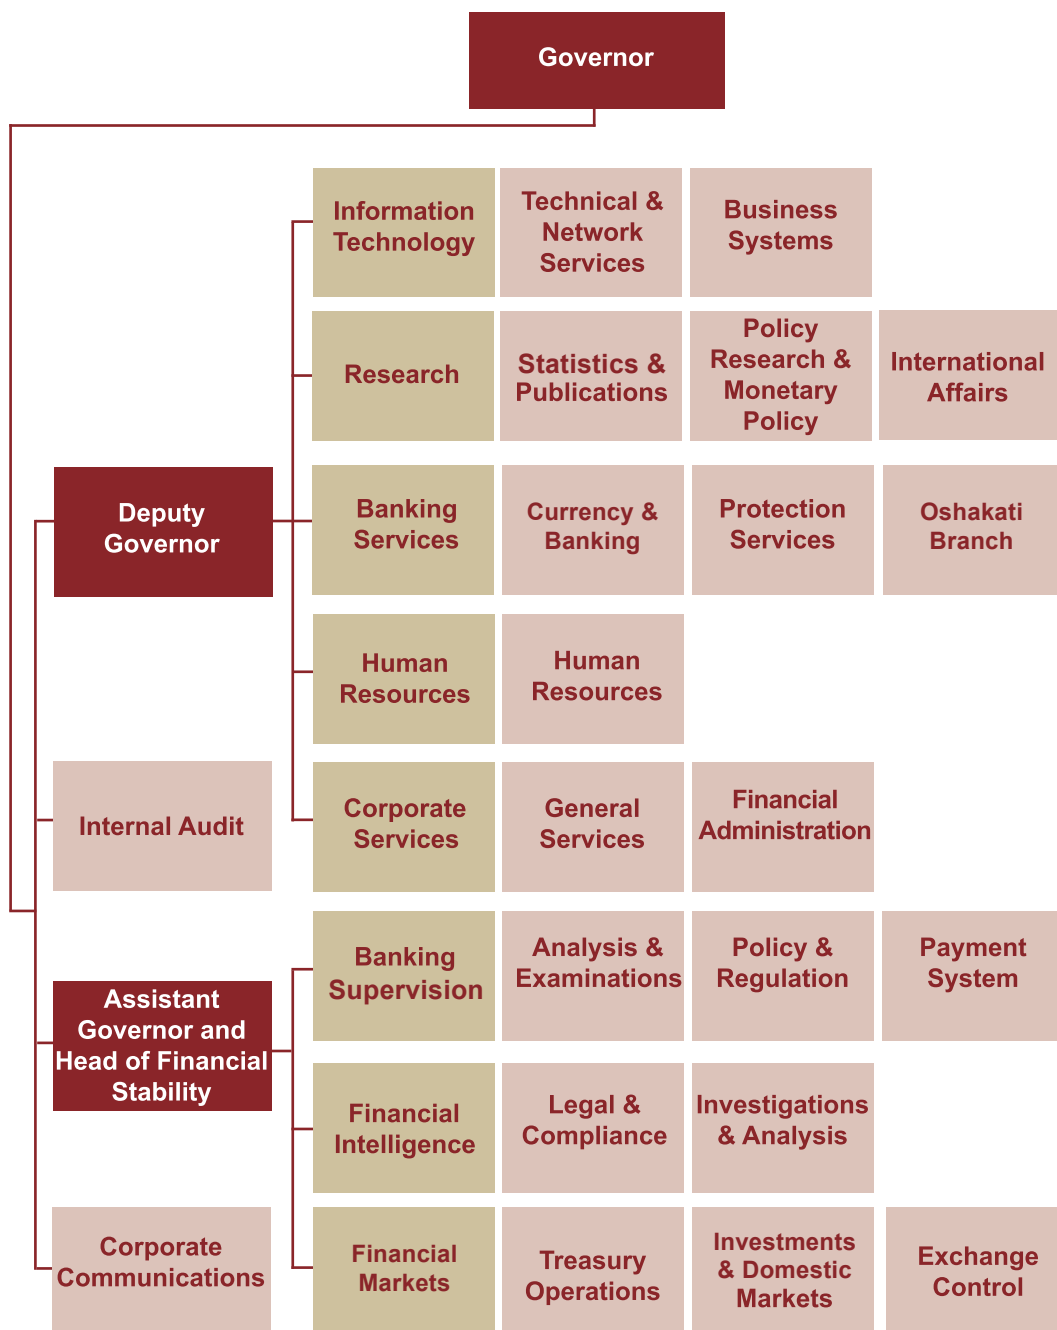 Governor
Information
Technology
Technical &
Network
Services
Business
Systems
Research
Statistics &
Publications
Policy
Research &
Monetary
Policy
International
Affairs
Deputy
Governor
Banking
Services
Currency &
Banking
Protection
Services
Oshakati
Branch
Human
Resources
Human
Resources
Internal Audit
Corporate
Services
General
Services
Financial
Administration
Assistant
Governor and
Head of Financial
Stability
Banking
Supervision
Analysis &
Examinations
Policy &
Regulation
Payment
System
Financial
Intelligence
Legal &
Compliance
Investigations
& Analysis
Corporate
Communications
Financial
Markets
Treasury
Operations
Investments
& Domestic
Markets
Exchange
Control